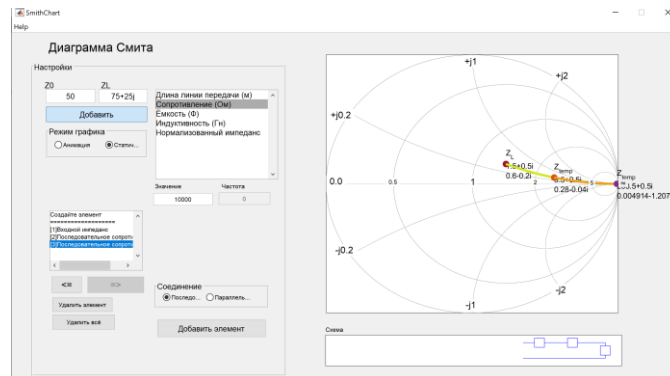 SmithChart
Help
Диаграмма Смита
Настройки
Z0 ZL
50 75+25j
Добавить
Режим графика
Анимация Статич...
Длина линии передачи (м)
Сопротивление (Ом)
Ёмкость (Ф)
Индуктивность (Гн)
Нормализованный импеданс
Значение Частота
10000 0
Создайте элемент
====================
[1]Входной импеданс
[2]Последовательное сопроти
[3]Последовательное сопроти
<= =>
Удалить элемент
Удалить всё
Соединение
Последо... Параллель...
Добавить элемент
+j1
+j2
+j0.2
0.0
0.5
1
2
5
-j0.2
-j1
-j2
Z L
1.5+0.5i
0.6-0.2i
Z temp
0.28-0.04i
Z temp
0.004914-1.207
Схема